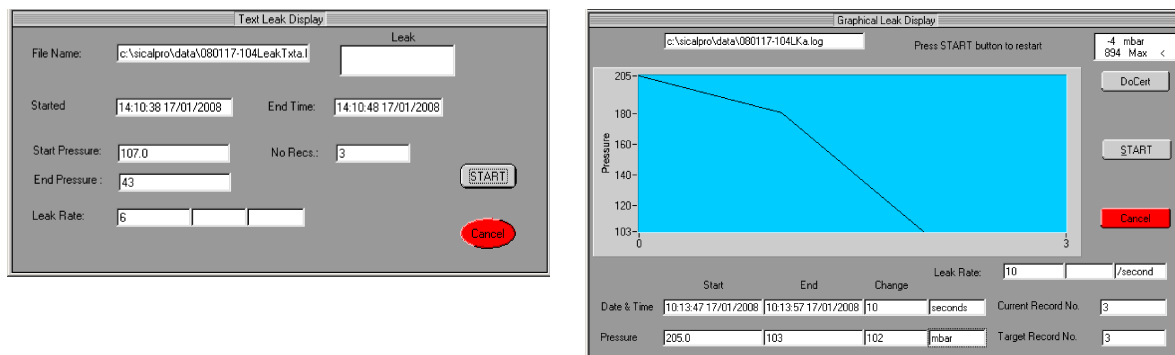 Text Leak Display
File Name:
c:\sicalpro\data\080117-104LeakTxta.l
Leak
Started
14:10:38 17/01/2008
End Time:
14:10:48 17/01/2008
Start Pressure:
107.0
No Recs.:
3
End Pressure :
43
START
Leak Rate:
6
Cancel
Graphical Leak Display
c:\sicalpro\data\080117-104LKa.log
Press START button to restart
-4 mbar
894 Max <
DoCert
START
Cancel
Pressure
205-
180-
160-
140-
120-
103-
0
3
Leak Rate:
10
/second
Start
End
Change
Date & Time
10:13:47 17/01/2008
10:13:57 17/01/2008
10
seconds
Current Record No.
3
Pressure
205.0
103
102
mbar
Target Record No.
3